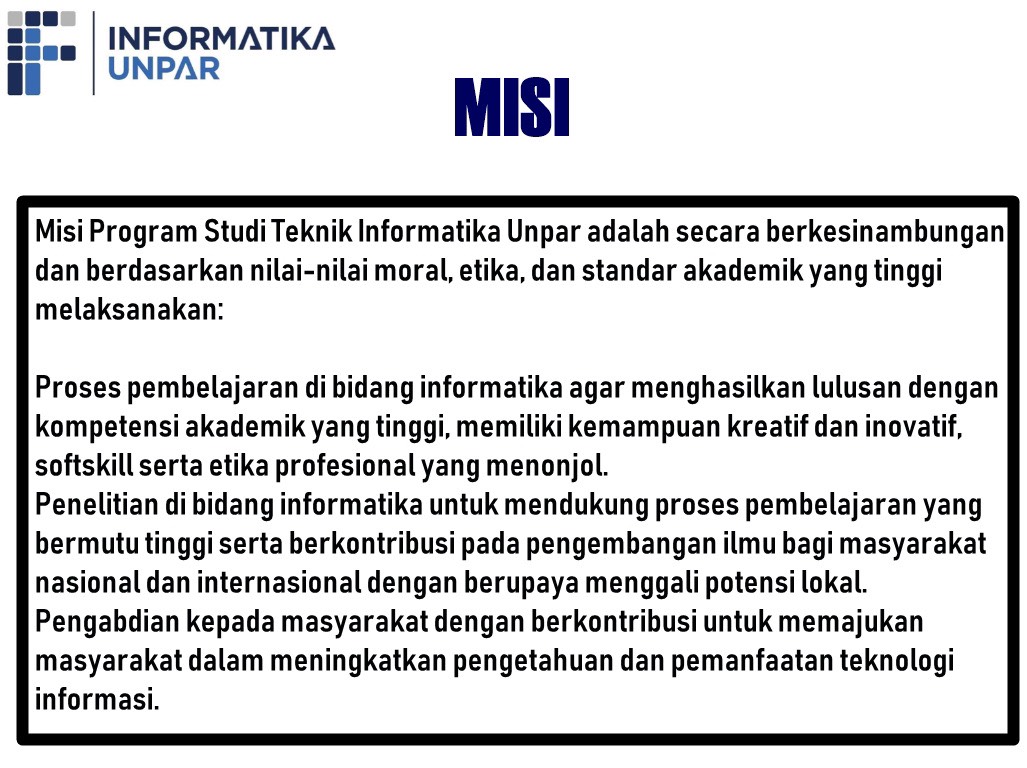 INFORMATIKA
UNPAR
MISI
Misi Program Studi Teknik Informatika Unpar adalah secara berkesinambungan
dan berdasarkan nilai-nilai moral, etika, dan standar akademik yang tinggi
melaksanakan:
Proses pembelajaran di bidang informatika agar menghasilkan lulusan dengan
kompetensi akademik yang tinggi, memiliki kemampuan kreatif dan inovatif,
softskill serta etika profesional yang menonjol.
Penelitian di bidang informatika untuk mendukung proses pembelajaran yang
bermutu tinggi serta berkontribusi pada pengembangan ilmu bagi masyarakat
nasional dan internasional dengan berupaya menggali potensi lokal.
Pengabdian kepada masyarakat dengan berkontribusi untuk memajukan
masyarakat dalam meningkatkan pengetahuan dan pemanfaatan teknologi
informasi.